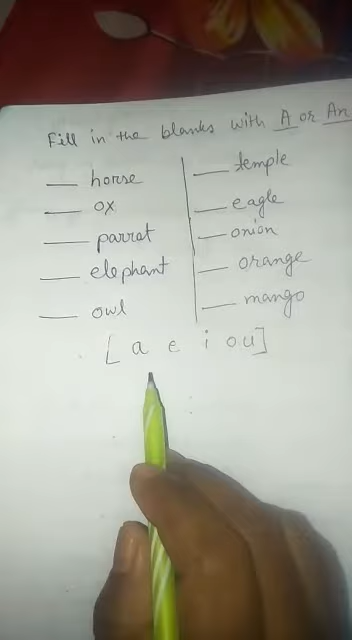 Fill in the blanks with A or An
___ horse
___ ox
___ parrot
___ elephant
___ owl
___ temple
___ eagle
___ onion
___ orange
___ mango
[ a e i o u ]